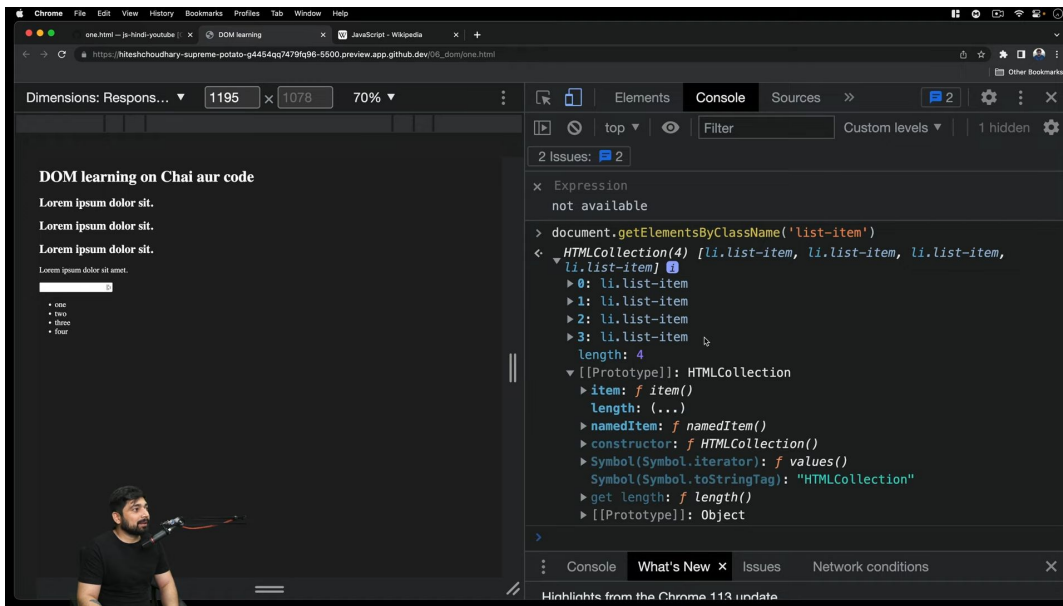 Chrome File Edit View History Bookmarks Profiles Tab Window Help
one.html — js-hindi-youtube [ × DOM learning × W JavaScript - Wikipedia × +
https://hiteshchoudhary-supreme-potato-g4454qq7479fq96-5500.preview.app.github.dev/06_dom/one.html
Other Bookmarks
Dimensions: Respons... ▼ 1195 × 1078 70% ▼
Elements Console Sources » 2
top ▼ Filter Custom levels ▼ 1 hidden
2 Issues: 2
DOM learning on Chai aur code
Lorem ipsum dolor sit.
Lorem ipsum dolor sit.
Lorem ipsum dolor sit.
Lorem ipsum dolor sit amet.
• one
• two
• three
• four
× Expression
not available
> document.getElementsByClassName('list-item')
HTMLCollection(4) [li.list-item, li.list-item, li.list-item,
li.list-item] i
▶ 0: li.list-item
▶ 1: li.list-item
▶ 2: li.list-item
▶ 3: li.list-item
length: 4
▼ [[Prototype]]: HTMLCollection
▶ item: ƒ item()
length: (...)
▶ namedItem: ƒ namedItem()
▶ constructor: ƒ HTMLCollection()
▶ Symbol(Symbol.iterator): ƒ values()
Symbol(Symbol.toStringTag): "HTMLCollection"
▶ get length: ƒ length()
▶ [[Prototype]]: Object
>
Console What's New × Issues Network conditions ×
Highlights from the Chrome 113 update